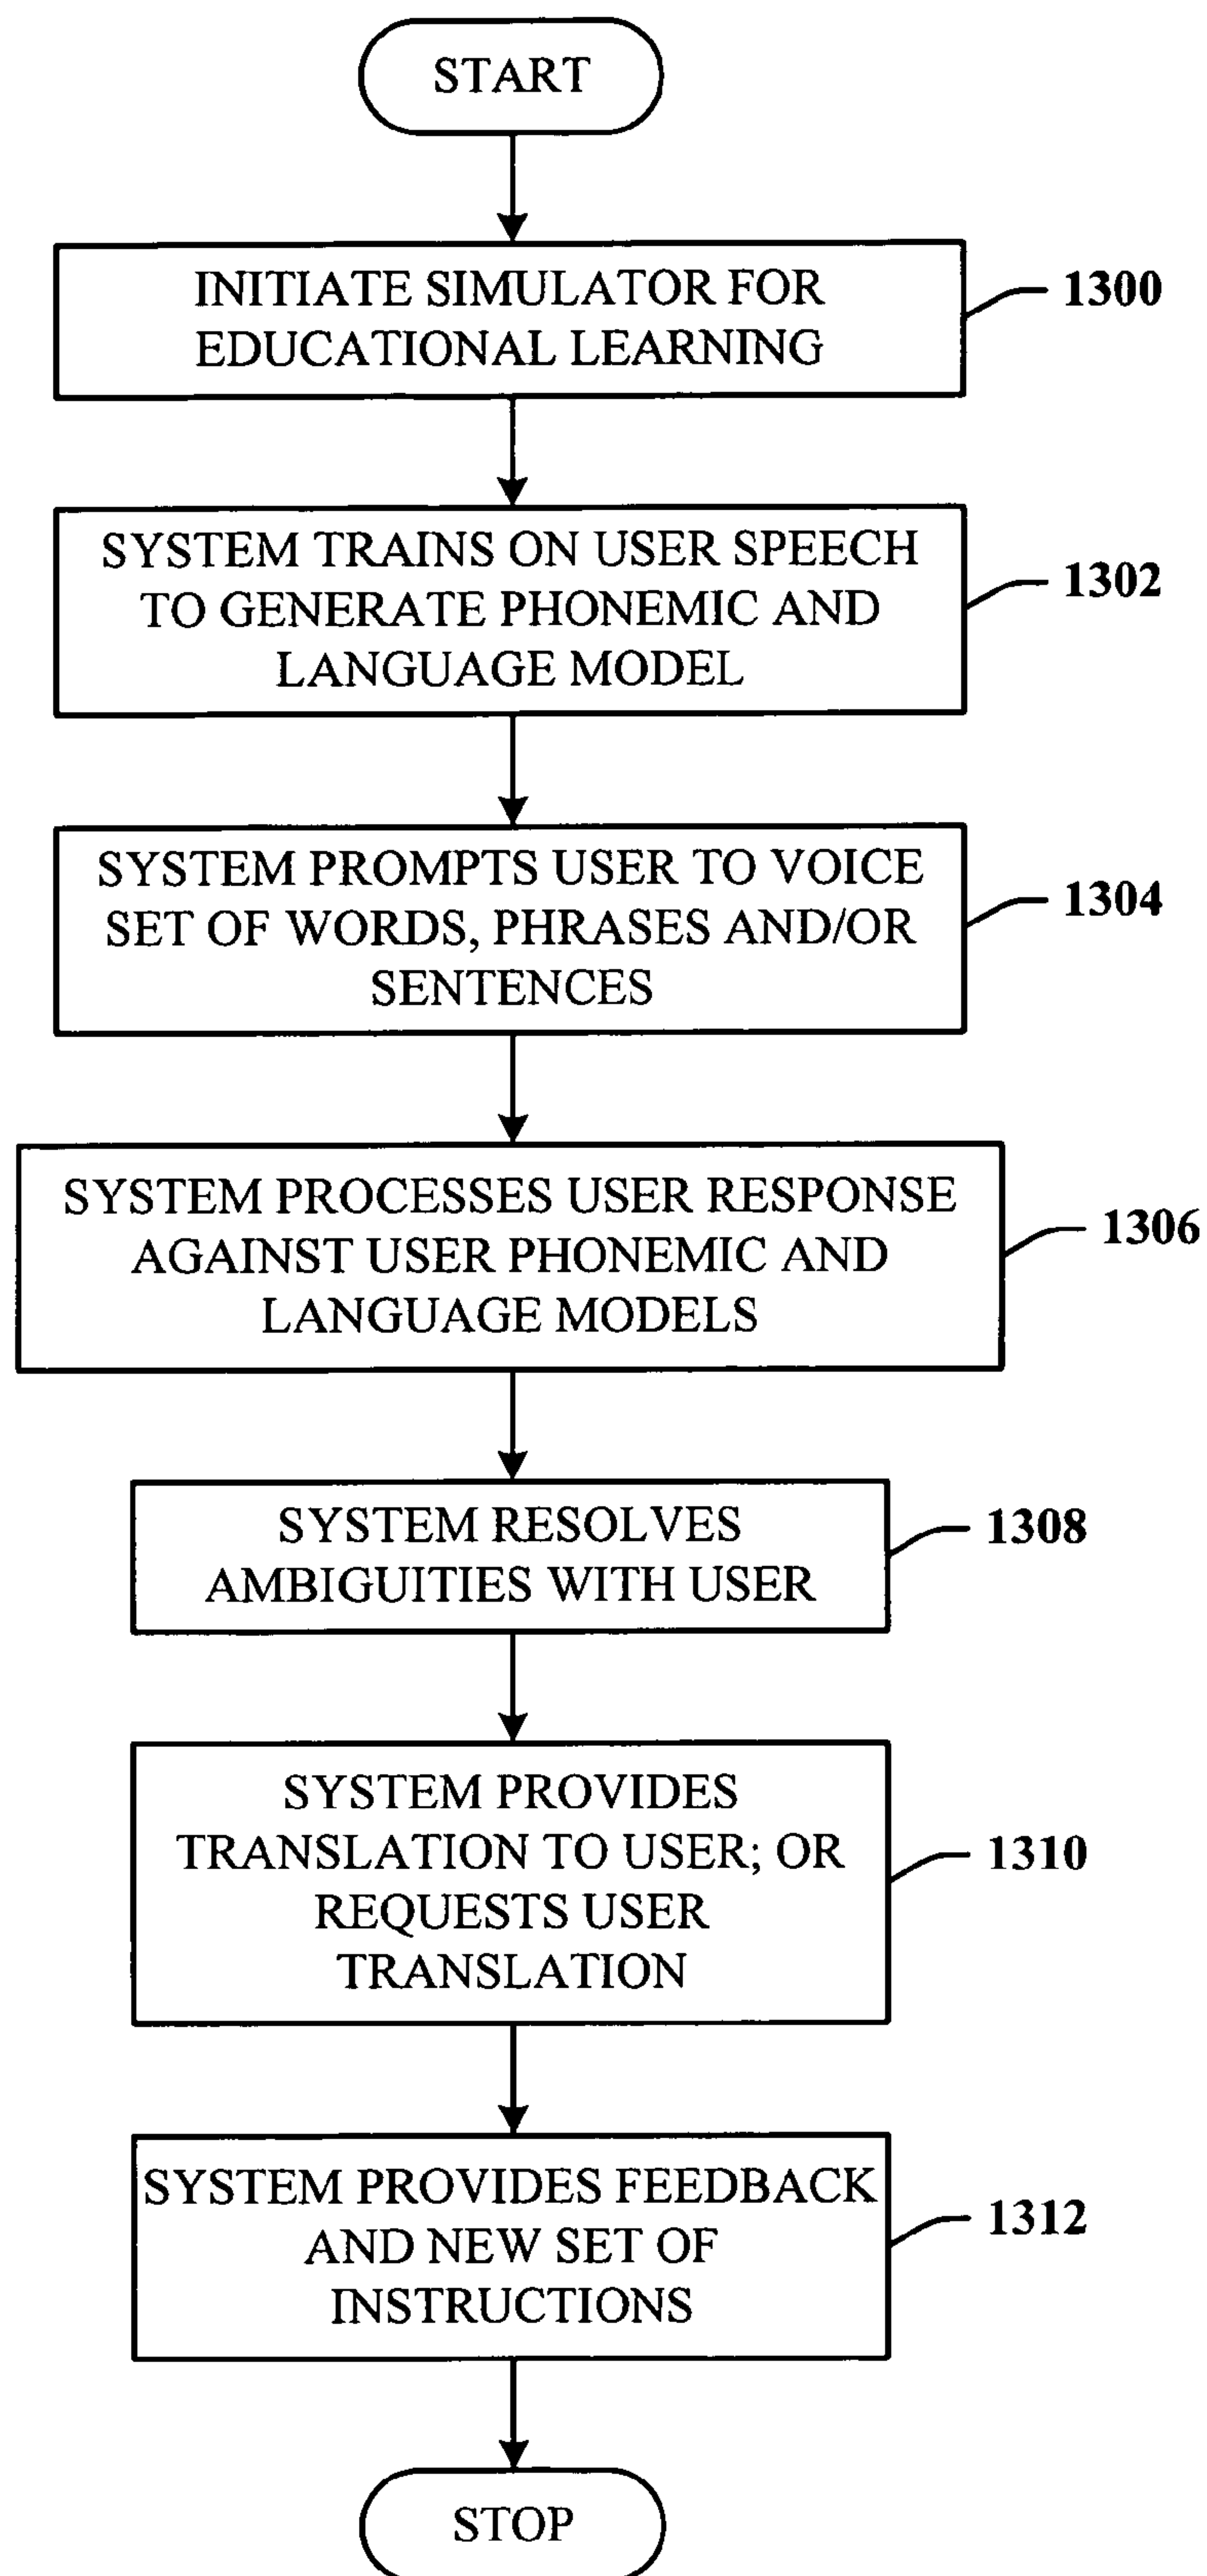 START
INITIATE SIMULATOR FOR
EDUCATIONAL LEARNING
1300
SYSTEM TRAINS ON USER SPEECH
TO GENERATE PHONEMIC AND
LANGUAGE MODEL
1302
SYSTEM PROMPTS USER TO VOICE
SET OF WORDS, PHRASES AND/OR
SENTENCES
1304
SYSTEM PROCESSES USER RESPONSE
AGAINST USER PHONEMIC AND
LANGUAGE MODELS
1306
SYSTEM RESOLVES
AMBIGUITIES WITH USER
1308
SYSTEM PROVIDES
TRANSLATION TO USER; OR
REQUESTS USER
TRANSLATION
1310
SYSTEM PROVIDES FEEDBACK
AND NEW SET OF
INSTRUCTIONS
1312
STOP